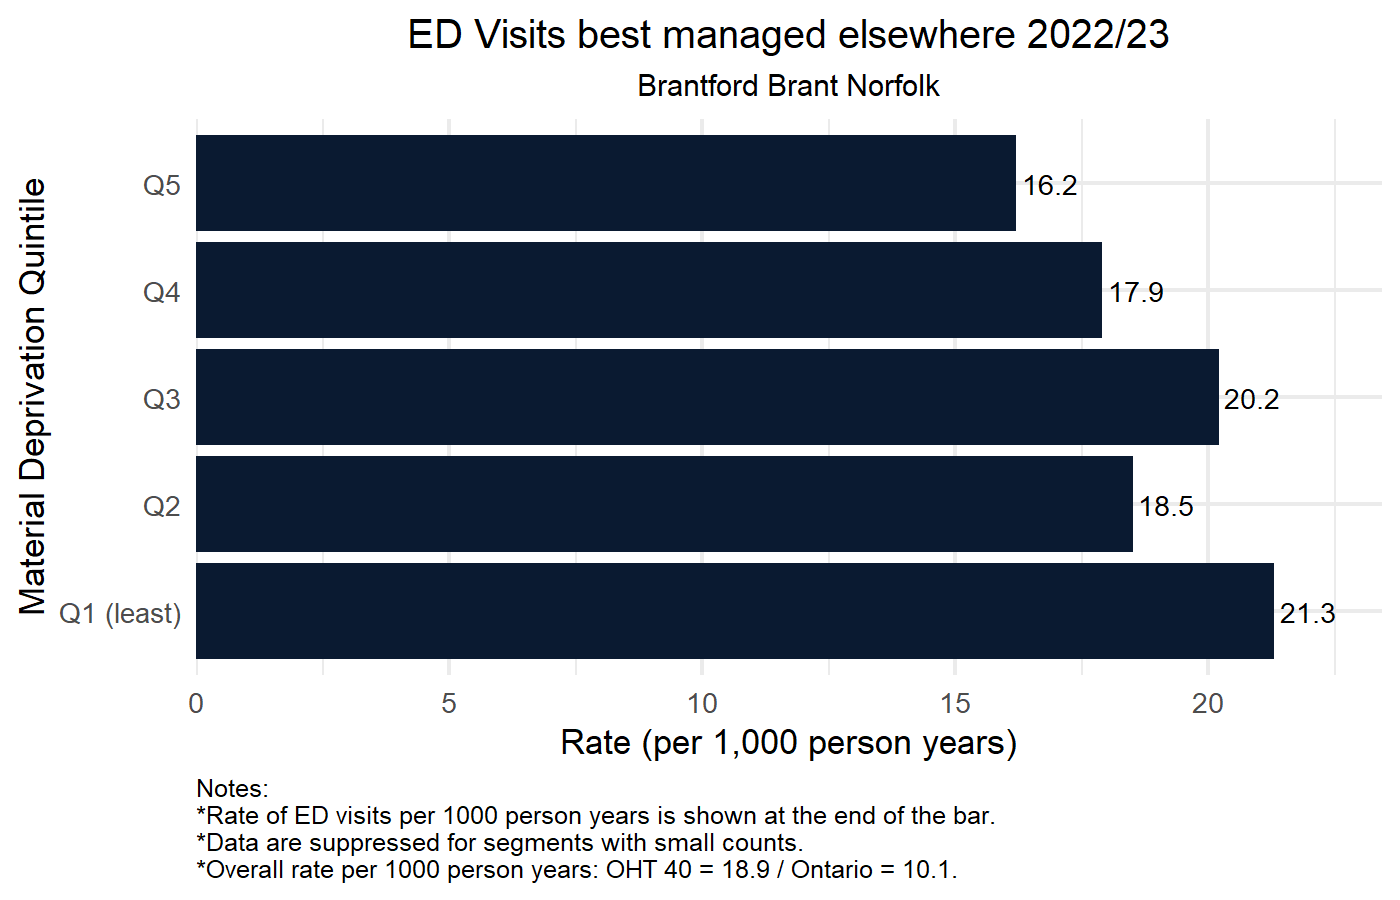 ED Visits best managed elsewhere 2022/23
Brantford Brant Norfolk
Material Deprivation Quintile
Q5
16.2
Q4
17.9
Q3
20.2
Q2
18.5
Q1 (least)
21.3
0 5 10 15 20
Rate (per 1,000 person years)
Notes:
*Rate of ED visits per 1000 person years is shown at the end of the bar.
*Data are suppressed for segments with small counts.
*Overall rate per 1000 person years: OHT 40 = 18.9 / Ontario = 10.1.